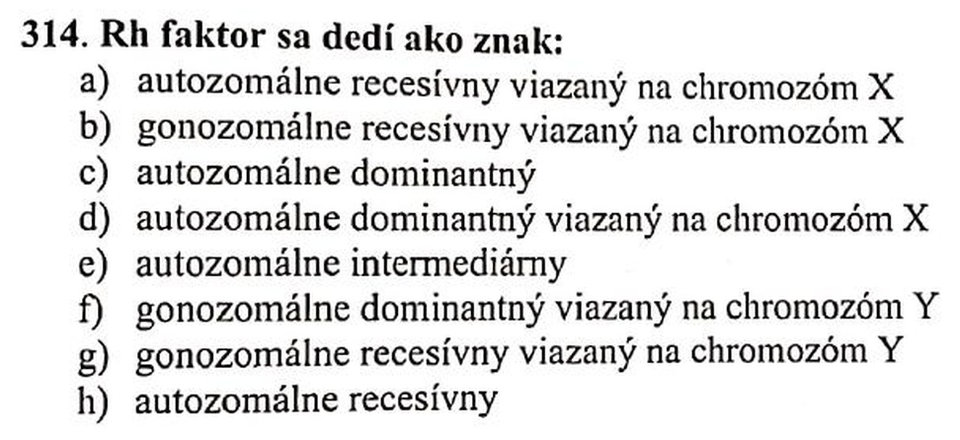 314. Rh faktor sa dedí ako znak:
a) autozomálne recesívny viazaný na chromozóm X
b) gonozomálne recesívny viazaný na chromozóm X
c) autozomálne dominantný
d) autozomálne dominantný viazaný na chromozóm X
e) autozomálne intermediárny
f) gonozomálne dominantný viazaný na chromozóm Y
g) gonozomálne recesívny viazaný na chromozóm Y
h) autozomálne recesívny